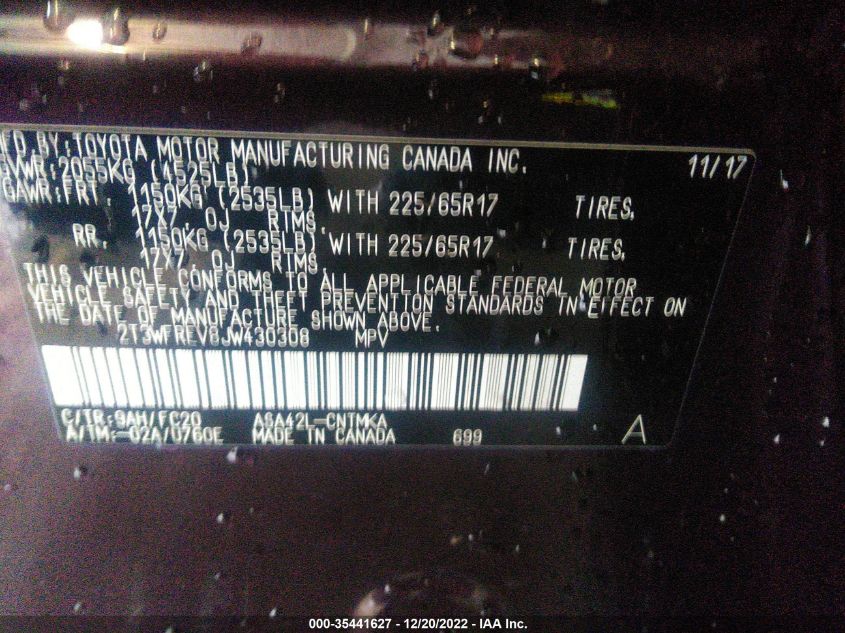 MFD.BY:TOYOTA MOTOR MANUFACTURING CANADA INC. 11/17
GVWR:2055KG (4525LB)
GAWR:FRT. 1150KG (2535LB) WITH 225/65R17 TIRES,
17X7.0J RIMS,
RR. 1150KG (2535LB) WITH 225/65R17 TIRES,
17X7.0J RIMS.
THIS VEHICLE CONFORMS TO ALL APPLICABLE FEDERAL MOTOR
VEHICLE SAFETY AND THEFT PREVENTION STANDARDS IN EFFECT ON
THE DATE OF MANUFACTURE SHOWN ABOVE.
2T3WFREV8JW430308 MPV
C/TR:9AH/FC20 ASA42L-CNTMKA
A/TM:-02A/U760E MADE IN CANADA 699 A
000-35441627 - 12/20/2022 - IAA Inc.